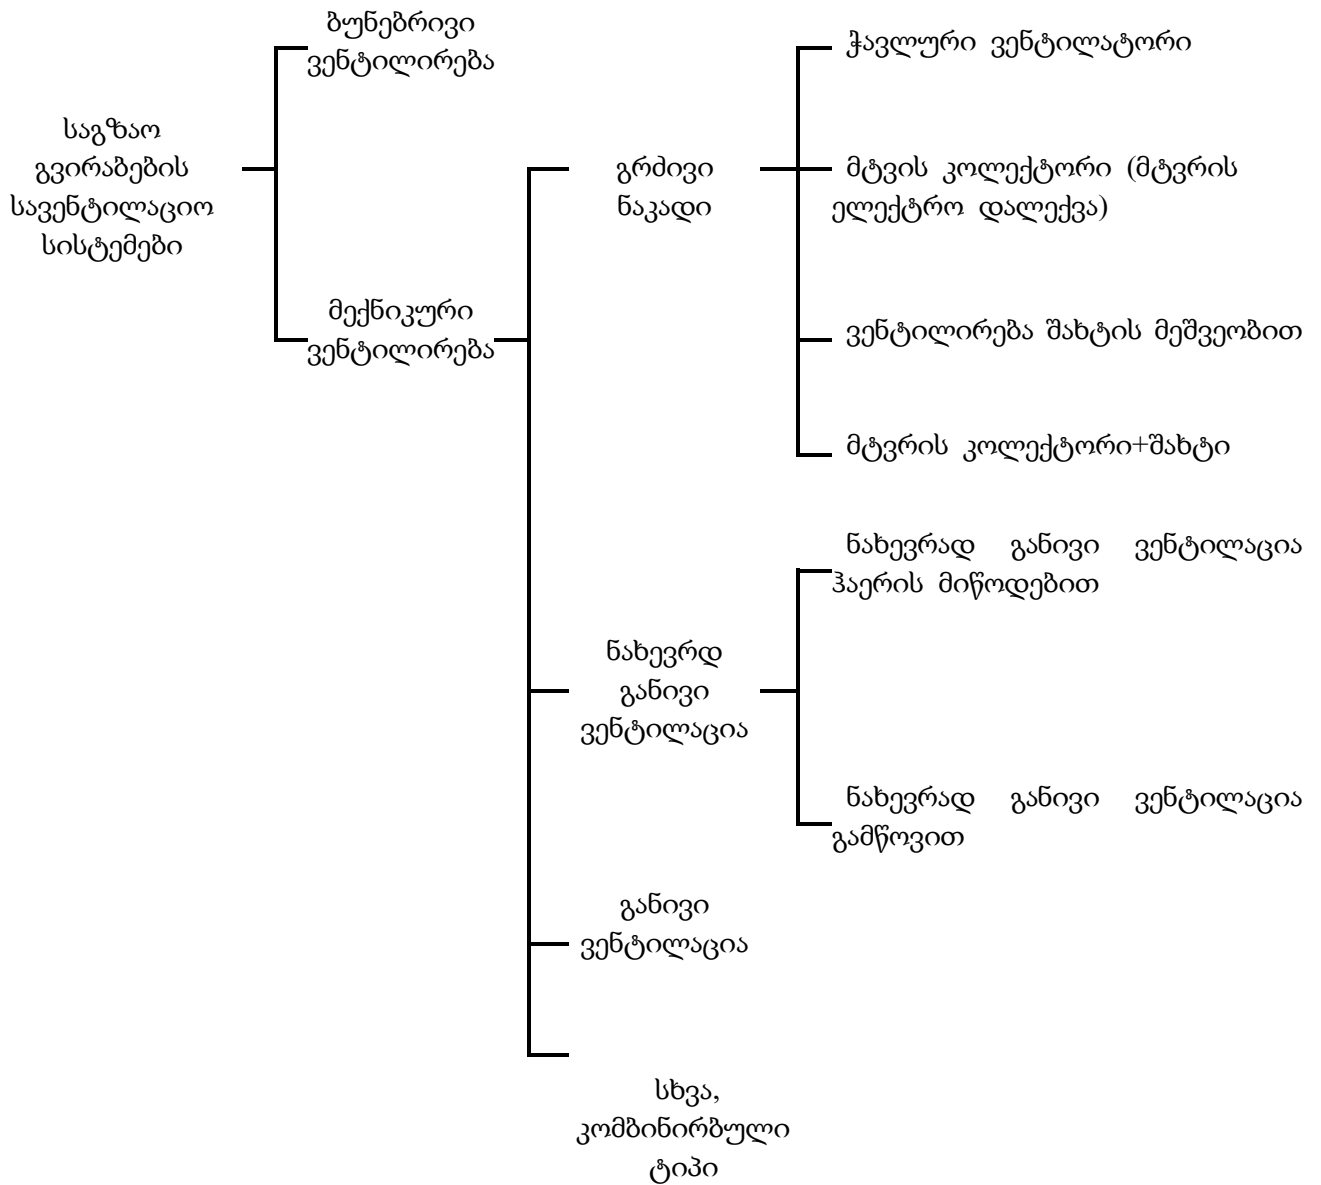 ბუნებრივი
ვენტილირება
საგზაო
გვირაბების
სავენტილაციო
სისტემები
მექნიკური
ვენტილირება
გრძივი
ნაკადი
ჭავლური ვენტილატორი
მტვის კოლექტორი (მტვრის
ელექტრო დალექვა)
ვენტილირება შახტის მეშვეობით
მტვრის კოლექტორი+შახტი
ნახევრდ
განივი
ვენტილაცია
ნახევრად განივი ვენტილაცია
ჰაერის მიწოდებით
ნახევრად განივი ვენტილაცია
გამწოვით
განივი
ვენტილაცია
სხვა,
კომბინირბული
ტიპი